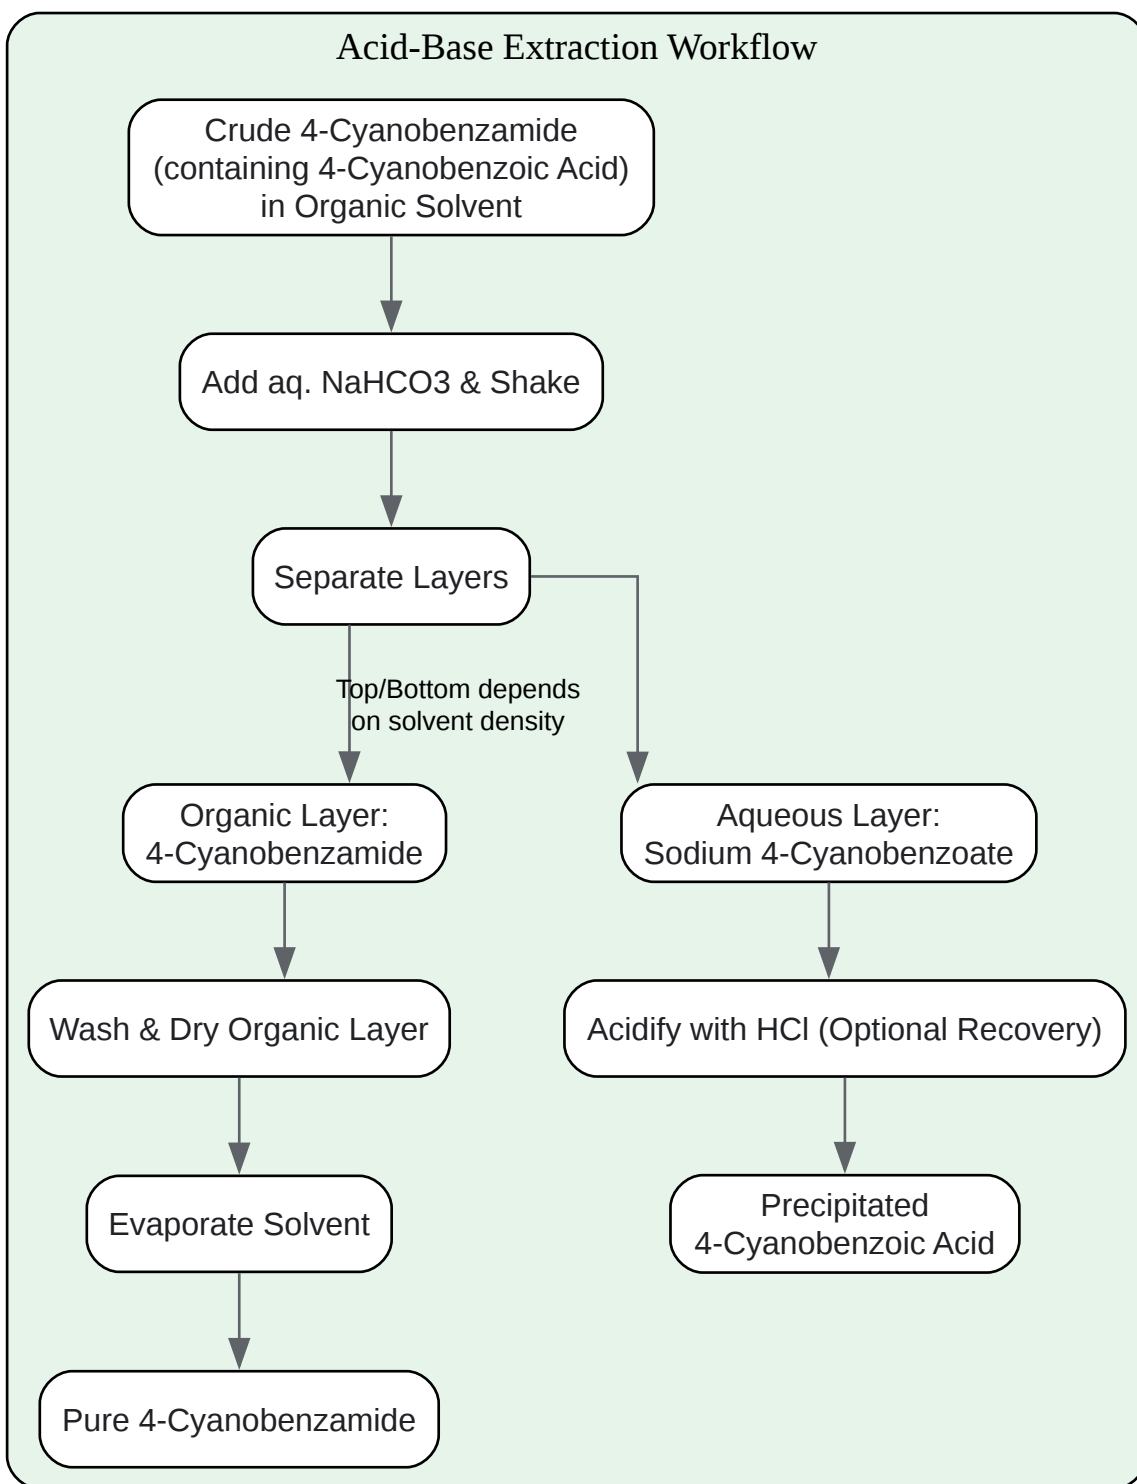 Acid-Base Extraction Workflow
Crude 4-Cyanobenzamide
(containing 4-Cyanobenzoic Acid)
in Organic Solvent
Add aq. NaHCO3 & Shake
Separate Layers
Top/Bottom depends
on solvent density
Organic Layer:
4-Cyanobenzamide
Aqueous Layer:
Sodium 4-Cyanobenzoate
Wash & Dry Organic Layer
Acidify with HCl (Optional Recovery)
Evaporate Solvent
Precipitated
4-Cyanobenzoic Acid
Pure 4-Cyanobenzamide